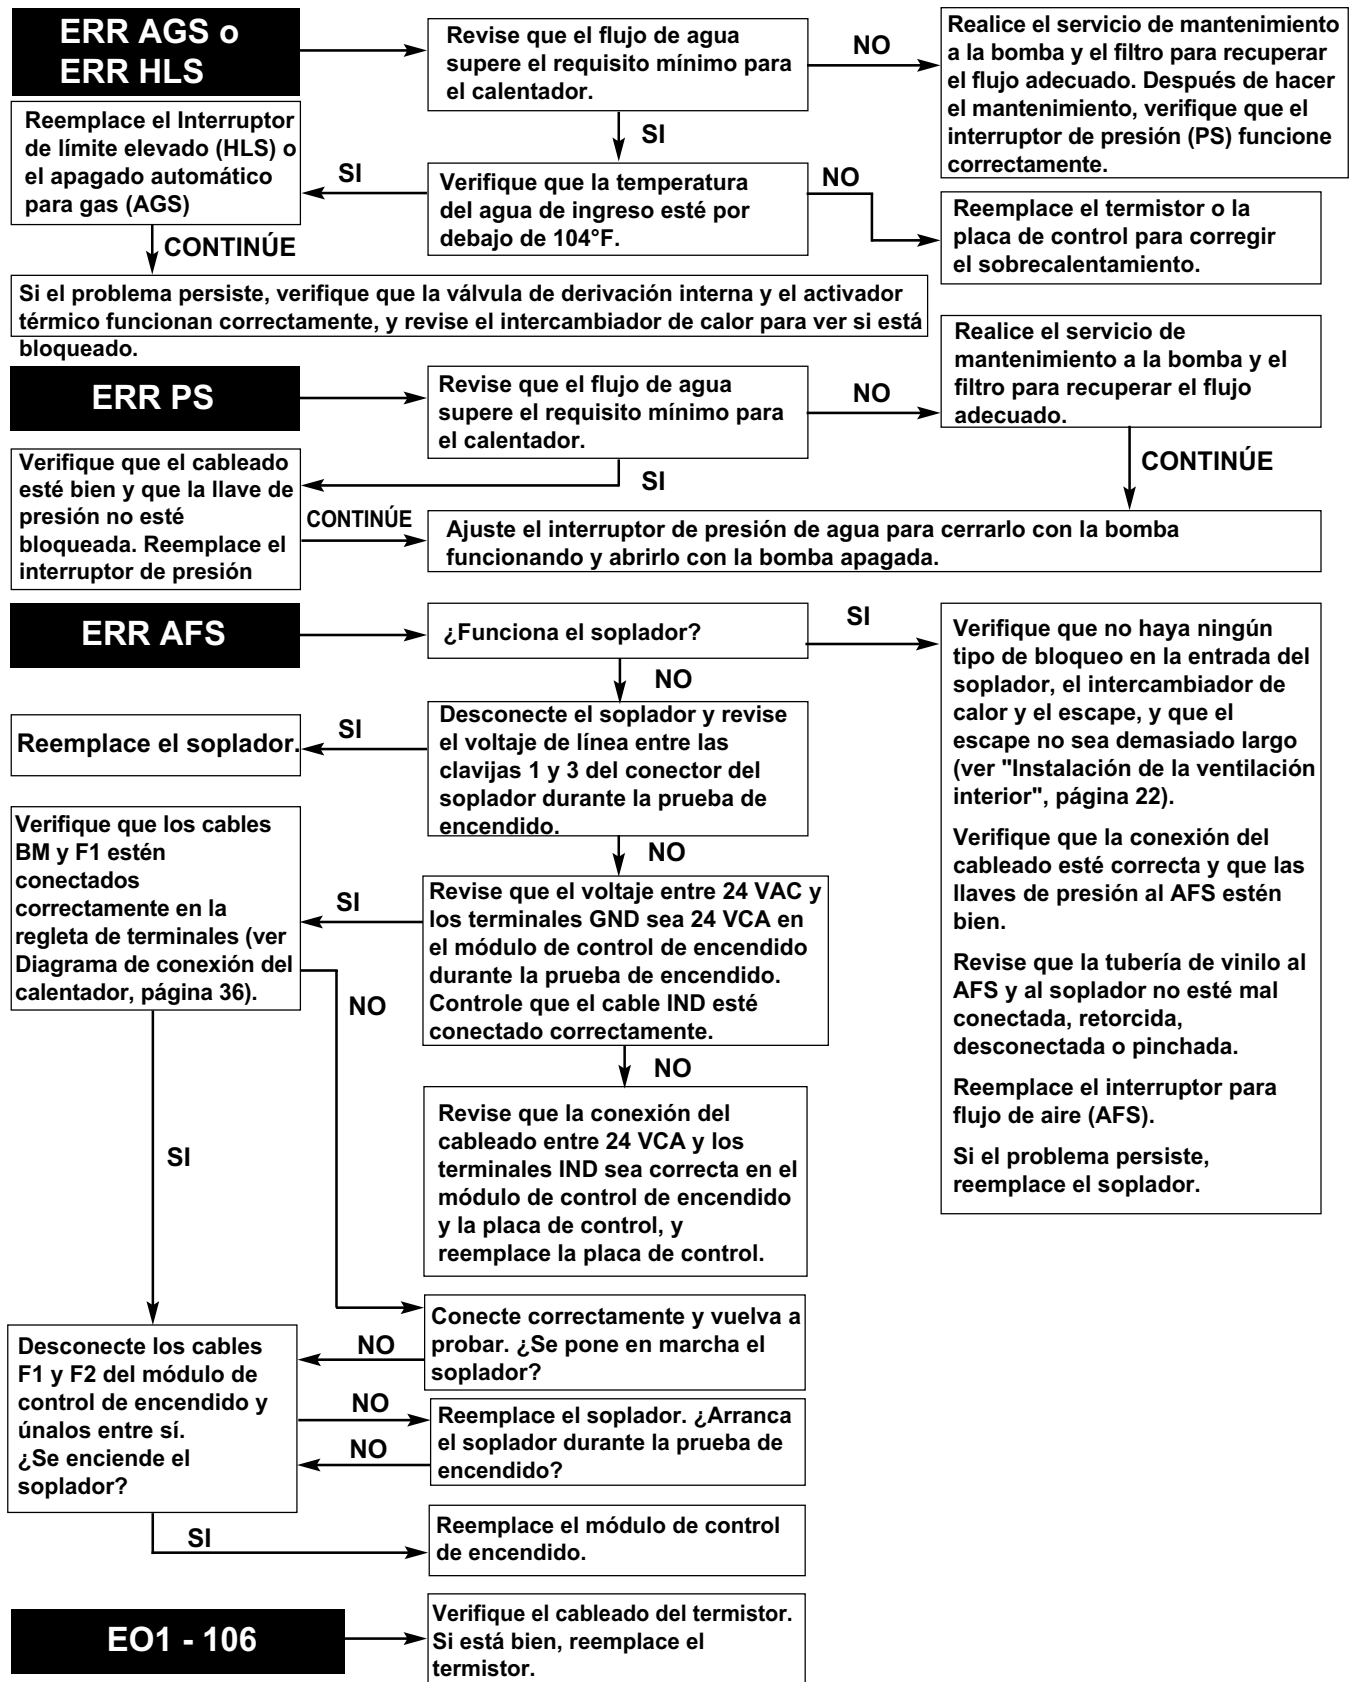 ERR AGS o
ERR HLS
Revise que el flujo de agua
supere el requisito mínimo para
el calentador.
NO
Realice el servicio de mantenimiento
a la bomba y el filtro para recuperar
el flujo adecuado. Después de hacer
el mantenimiento, verifique que el
interruptor de presión (PS) funcione
correctamente.
SI
Reemplace el Interruptor
de límite elevado (HLS) o
el apagado automático
para gas (AGS)
SI
Verifique que la temperatura
del agua de ingreso esté por
debajo de 104°F.
NO
Reemplace el termistor o la
placa de control para corregir
el sobrecalentamiento.
CONTINÚE
Si el problema persiste, verifique que la válvula de derivación interna y el activador
térmico funcionan correctamente, y revise el intercambiador de calor para ver si está
bloqueado.
ERR PS
Revise que el flujo de agua
supere el requisito mínimo para
el calentador.
NO
Realice el servicio de
mantenimiento a la bomba y el
filtro para recuperar el flujo
adecuado.
CONTINÚE
SI
Verifique que el cableado
esté bien y que la llave de
presión no esté
bloqueada. Reemplace el
interruptor de presión
CONTINÚE
Ajuste el interruptor de presión de agua para cerrarlo con la bomba
funcionando y abrirlo con la bomba apagada.
ERR AFS
¿Funciona el soplador?
SI
Verifique que no haya ningún
tipo de bloqueo en la entrada del
soplador, el intercambiador de
calor y el escape, y que el
escape no sea demasiado largo
(ver "Instalación de la ventilación
interior", página 22).
Verifique que la conexión del
cableado esté correcta y que las
llaves de presión al AFS estén
bien.
Revise que la tubería de vinilo al
AFS y al soplador no esté mal
conectada, retorcida,
desconectada o pinchada.
Reemplace el interruptor para
flujo de aire (AFS).
Si el problema persiste,
reemplace el soplador.
NO
Desconecte el soplador y revise
el voltaje de línea entre las
clavijas 1 y 3 del conector del
soplador durante la prueba de
encendido.
SI
Reemplace el soplador.
NO
Revise que el voltaje entre 24 VAC y
los terminales GND sea 24 VCA en
el módulo de control de encendido
durante la prueba de encendido.
Controle que el cable IND esté
conectado correctamente.
SI
Verifique que los cables
BM y F1 estén
conectados
correctamente en la
regleta de terminales (ver
Diagrama de conexión del
calentador, página 36).
NO
NO
Revise que la conexión del
cableado entre 24 VCA y los
terminales IND sea correcta en el
módulo de control de encendido
y la placa de control, y
reemplace la placa de control.
SI
Conecte correctamente y vuelva a
probar. ¿Se pone en marcha el
soplador?
NO
Desconecte los cables
F1 y F2 del módulo de
control de encendido y
únalos entre sí.
¿Se enciende el
soplador?
NO
Reemplace el soplador. ¿Arranca
el soplador durante la prueba de
encendido?
NO
SI
Reemplace el módulo de control
de encendido.
EO1 - 106
Verifique el cableado del termistor.
Si está bien, reemplace el
termistor.